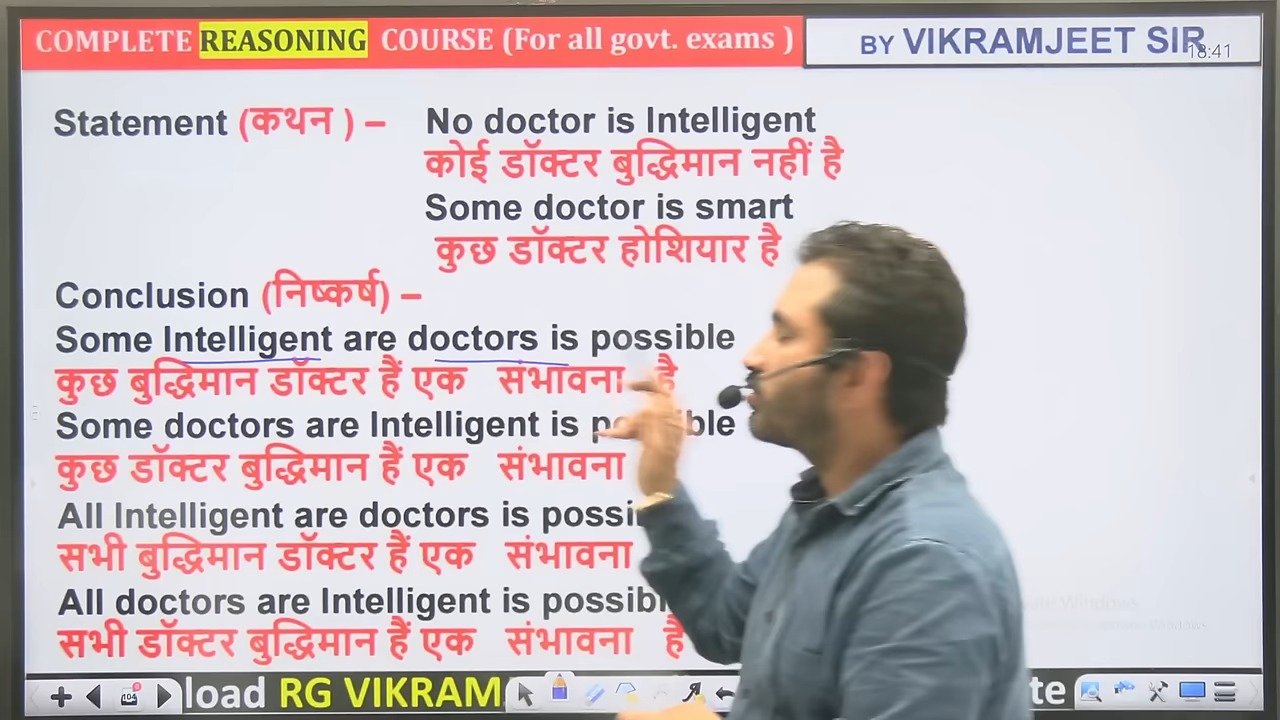 COMPLETE REASONING COURSE (For all govt. exams )
BY VIKRAMJEET SIR
18:41
Statement (कथन ) – No doctor is Intelligent
कोई डॉक्टर बुद्धिमान नहीं है
Some doctor is smart
कुछ डॉक्टर होशियार है
Conclusion (निष्कर्ष) –
Some Intelligent are doctors is possible
कुछ बुद्धिमान डॉक्टर हैं एक संभावना है
Some doctors are Intelligent is
कुछ डॉक्टर बुद्धिमान हैं एक संभावना
All Intelligent are doctors is
सभी बुद्धिमान डॉक्टर हैं एक संभावना
All doctors are Intelligent is
सभी डॉक्टर बुद्धिमान हैं एक संभावना है
Windows
Windows
104
load RG VIKRAM